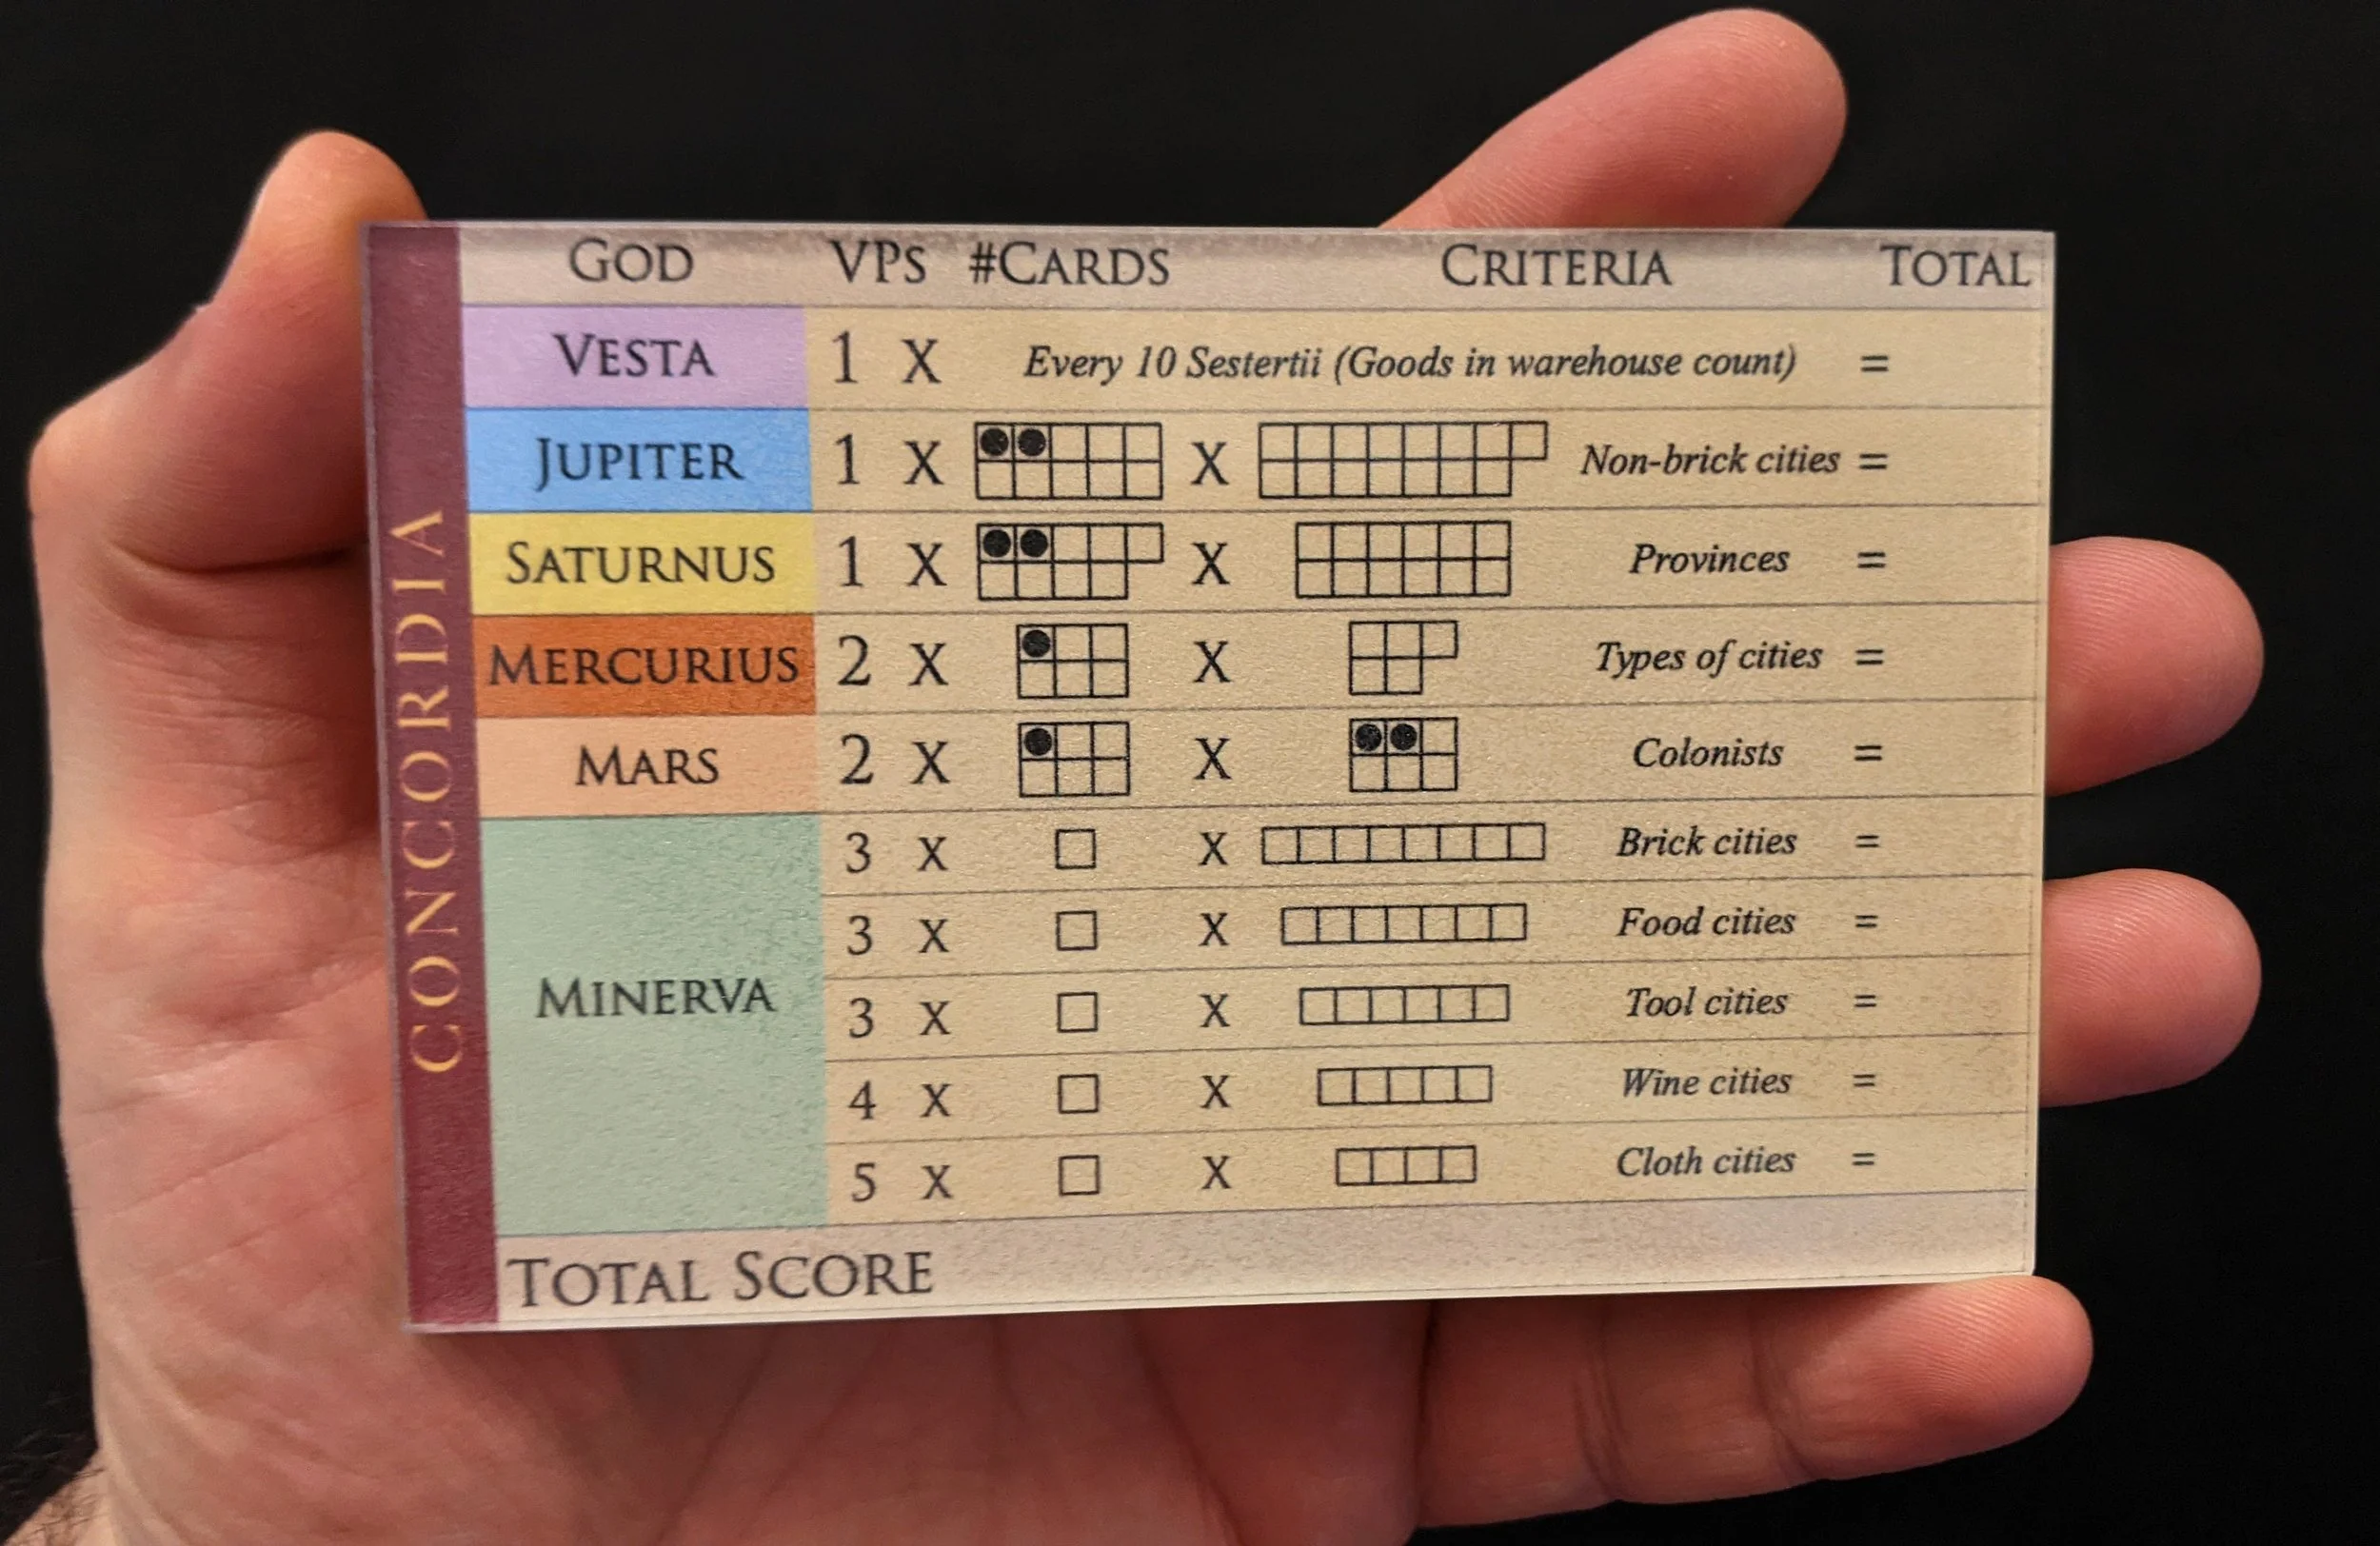 CONCORDIA
GOD VPS #CARDS CRITERIA TOTAL
VESTA 1 X Every 10 Sestertii (Goods in warehouse count) =
JUPITER 1 X X Non-brick cities =
SATURNUS 1 X X Provinces =
MERCURIUS 2 X X Types of cities =
MARS 2 X X Colonists =
MINERVA
3 X X Brick cities =
3 X X Food cities =
3 X X Tool cities =
4 X X Wine cities =
5 X X Cloth cities =
TOTAL SCORE